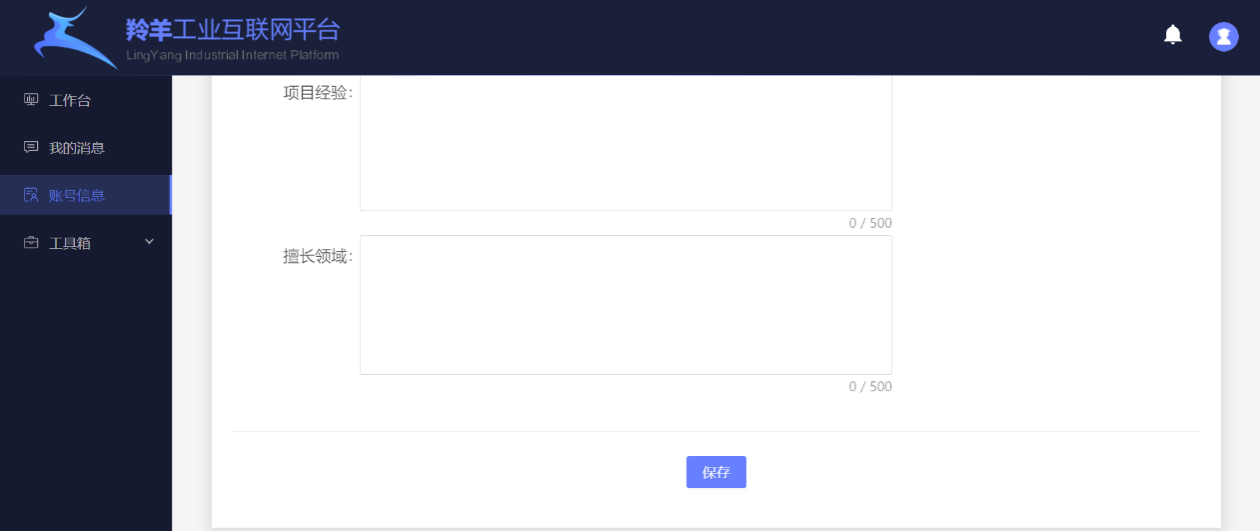 羚羊工业互联网平台
LingYang Industrial Internet Platform
工作台
我的消息
账号信息
工具箱
项目经验：
0 / 500
擅长领域：
0 / 500
保存